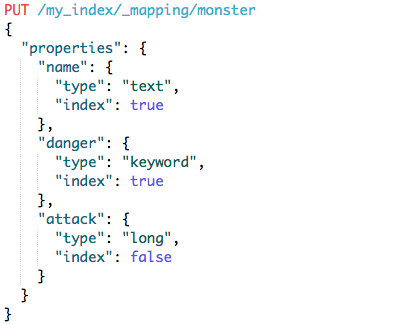 PUT /my_index/_mapping/monster
{
  "properties": {
    "name": {
      "type": "text",
      "index": true
    },
    "danger": {
      "type": "keyword",
      "index": true
    },
    "attack": {
      "type": "long",
      "index": false
    }
  }
}